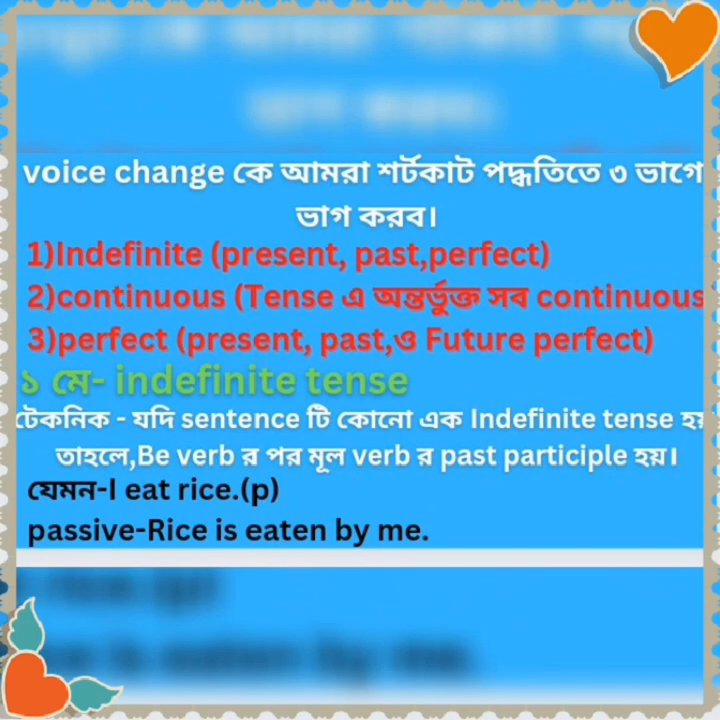 voice change কে আমরা শর্টকাট পদ্ধতিতে ৩ ভাগে
ভাগ করব।
1)Indefinite (present, past,perfect)
2)continuous (Tense এ অন্তর্ভুক্ত সব continuous
3)perfect (present, past,ও Future perfect)
১ মে- indefinite tense
টেকনিক - যদি sentence টি কোনো এক Indefinite tense হয়
তাহলে,Be verb র পর মূল verb র past participle হয়।
যেমন-I eat rice.(p)
passive-Rice is eaten by me.